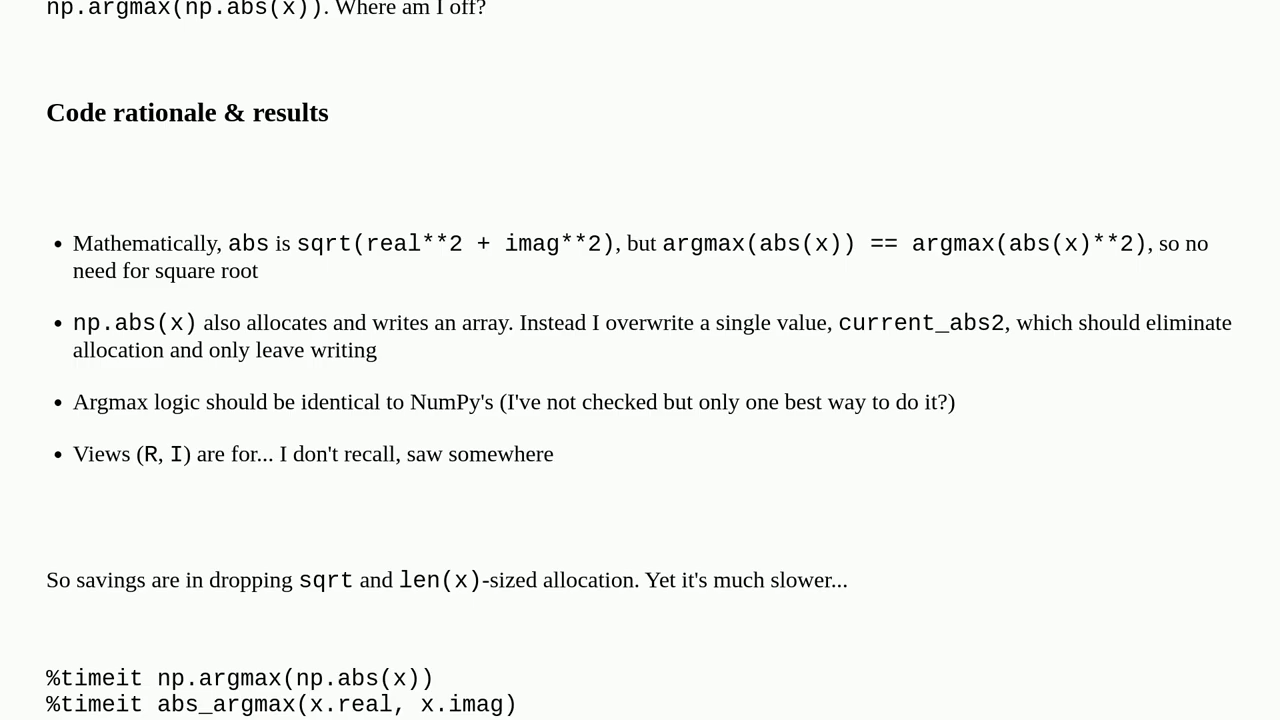 np.argmax(np.abs(x)). Where am I off?
Code rationale & results
• Mathematically, abs is sqrt(real**2 + imag**2), but argmax(abs(x)) == argmax(abs(x)**2), so no
need for square root
• np.abs(x) also allocates and writes an array. Instead I overwrite a single value, current_abs2, which should eliminate
allocation and only leave writing
• Argmax logic should be identical to NumPy's (I've not checked but only one best way to do it?)
• Views (R, I) are for... I don't recall, saw somewhere
So savings are in dropping sqrt and len(x)-sized allocation. Yet it's much slower...
%timeit np.argmax(np.abs(x))
%timeit abs_argmax(x.real, x.imag)